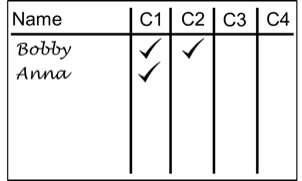 Name C1 C2 C3 C4
Bobby ✓ ✓
Anna ✓